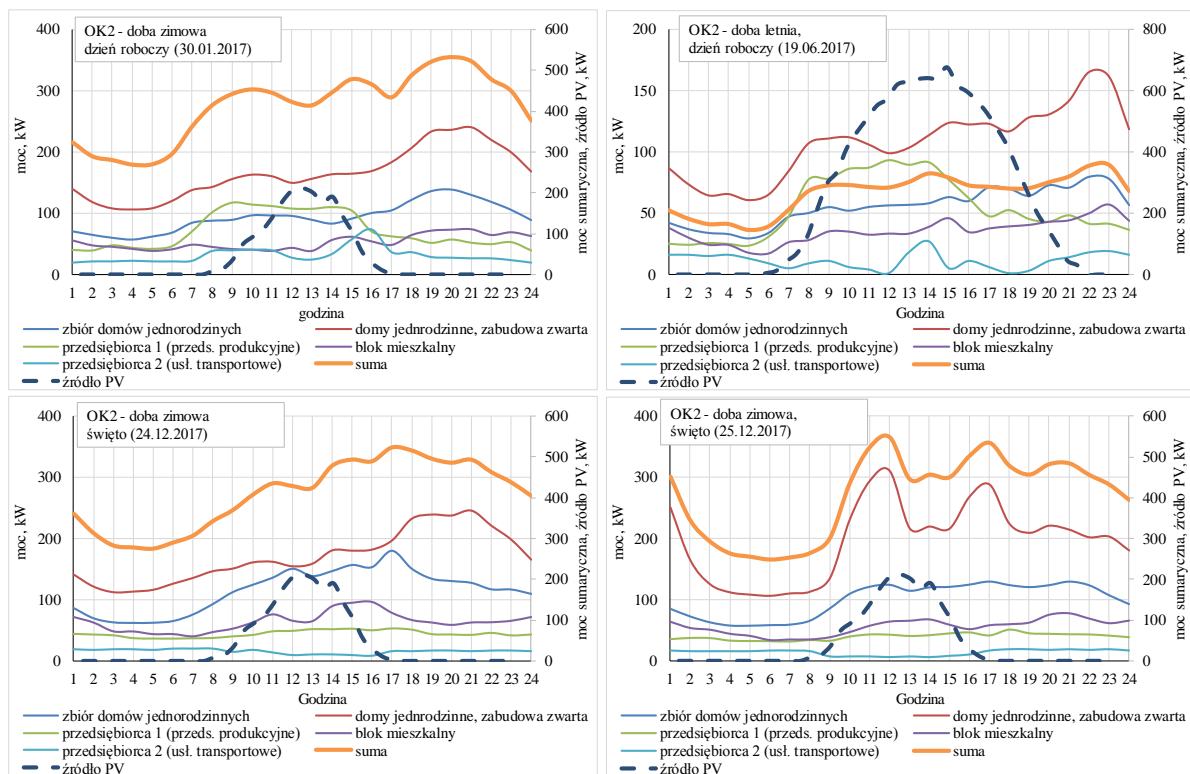 OK2 - doba zimowa
dzień roboczy (30.01.2017)
400
300
200
100
0
moc, kW
600
500
400
300
200
100
0
moc sumaryczna, źródło PV, kW
1 2 3 4 5 6 7 8 9 10 11 12 13 14 15 16 17 18 19 20 21 22 23 24
godzina
zbiór domów jednorodzinych
domy jednrodzinne, zabudowa zwarta
przedsiębiorca 1 (przeds. produkcyjne)
blok mieszkalny
przedsiębiorca 2 (usł. transportowe)
suma
źródło PV
OK2 - doba letnia,
dzień roboczy (19.06.2017)
200
150
100
50
0
moc, kW
800
700
600
500
400
300
200
100
0
moc sumaryczna, źródło PV, kW
1 2 3 4 5 6 7 8 9 10 11 12 13 14 15 16 17 18 19 20 21 22 23 24
Godzina
zbiór domów jednorodzinnych
domy jednrodzinne, zabudowa zwarta
przedsiębiorca 1 (przeds. produkcyjne)
blok mieszkalny
przedsiębiorca 2 (usł. transportowe)
suma
źródło PV
OK2 - doba zimowa
święto (24.12.2017)
400
300
200
100
0
moc, kW
600
500
400
300
200
100
0
moc sumaryczna, źródło PV, kW
1 2 3 4 5 6 7 8 9 10 11 12 13 14 15 16 17 18 19 20 21 22 23 24
Godzina
zbiór domów jednorodzinnych
domy jednrodzinne, zabudowa zwarta
przedsiębiorca 1 (przeds. produkcyjne)
blok mieszkalny
przedsiębiorca 2 (usł. transportowe)
suma
źródło PV
OK2 - doba zimowa,
święto (25.12.2017)
400
300
200
100
0
moc, kW
600
500
400
300
200
100
0
moc sumaryczna, źródło PV, kW
1 2 3 4 5 6 7 8 9 10 11 12 13 14 15 16 17 18 19 20 21 22 23 24
Godzina
zbiór domów jednorodzinnych
domy jednrodzinne, zabudowa zwarta
przedsiębiorca 1 (przeds. produkcyjne)
blok mieszkalny
przedsiębiorca 2 (usł. transportowe)
suma
źródło PV